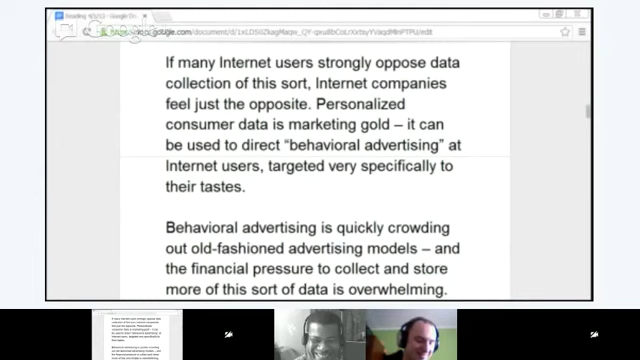 If many Internet users strongly oppose data
collection of this sort, Internet companies
feel just the opposite. Personalized
consumer data is marketing gold – it can
be used to direct “behavioral advertising” at
Internet users, targeted very specifically to
their tastes.
Behavioral advertising is quickly crowding
out old-fashioned advertising models – and
the financial pressure to collect and store
more of this sort of data is overwhelming.